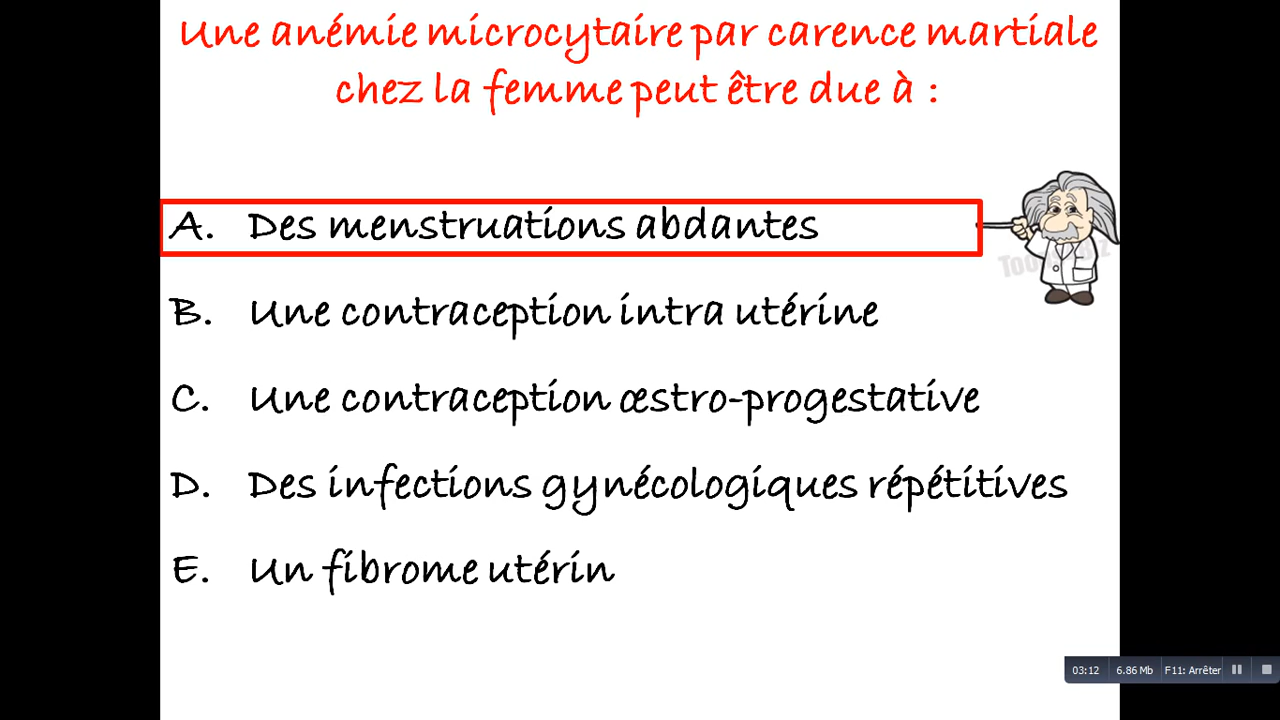 Une anémie microcytaire par carence martiale
chez la femme peut être due à :
A. Des menstruations abdantes
B. Une contraception intra utérine
C. Une contraception œstro-progestative
D. Des infections gynécologiques répétitives
E. Un fibrome utérin
03:12 6.86 Mb F11: Arrêter